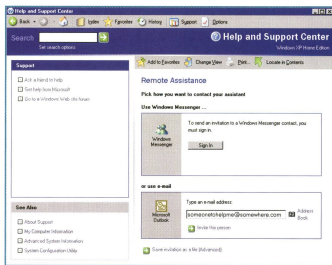 Help and Support Center
Back
Index
Favorites
History
Support
Options
Search
Set search options
Help and Support Center
Windows XP Home Edition
Support
Ask a friend to help
Get help from Microsoft
Go to a Windows Web site forum
See Also
About Support
My Computer Information
Advanced System Information
System Configuration Utility
Add to Favorites
Change View
Print...
Locate in Contents
Remote Assistance
Pick how you want to contact your assistant
Use Windows Messenger ...
Windows
Messenger
To send an invitation to a Windows Messenger contact, you
must sign in.
Sign In
or use e-mail
Microsoft
Outlook
Type an e-mail address:
someonetohelpme@somewhere.com
Address
Book
Invite this person
Save invitation as a file (Advanced)